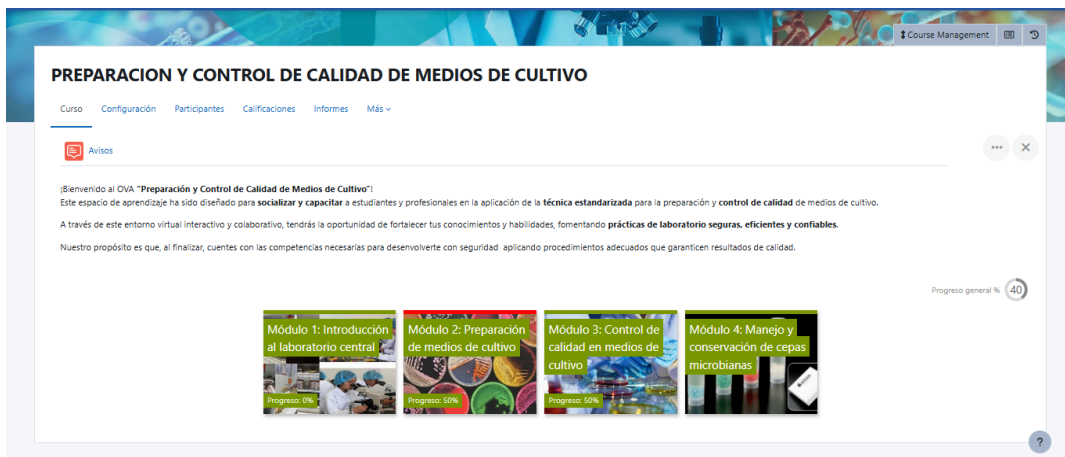 Course Management
PREPARACION Y CONTROL DE CALIDAD DE MEDIOS DE CULTIVO
Curso Configuración Participantes Calificaciones Informes Más
Avisos
¡Bienvenido al OVA "Preparación y Control de Calidad de Medios de Cultivo"!
Este espacio de aprendizaje ha sido diseñado para socializar y capacitar a estudiantes y profesionales en la aplicación de la técnica estandarizada para la preparación y control de calidad de medios de cultivo.
A través de este entorno virtual interactivo y colaborativo, tendrás la oportunidad de fortalecer tus conocimientos y habilidades, fomentando prácticas de laboratorio seguras, eficientes y confiables.
Nuestro propósito es que, al finalizar, cuentes con las competencias necesarias para desenvolverte con seguridad aplicando procedimientos adecuados que garanticen resultados de calidad.
Progreso general % 40
Módulo 1: Introducción
al laboratorio central
Progreso: 0%
Módulo 2: Preparación
de medios de cultivo
Progreso: 50%
Módulo 3: Control de
calidad en medios de
cultivo
Progreso: 50%
Módulo 4: Manejo y
conservación de cepas
microbianas
?